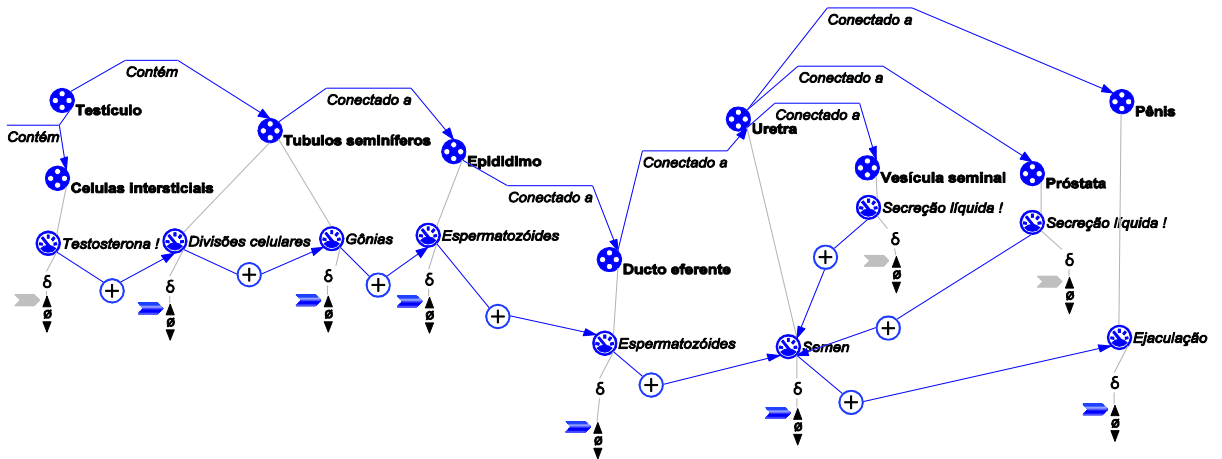 Conectado a
Contém
Conectado a
Testículo
Conectado a
Pênis
Conectado a
Uretra
Contém
Tubulos seminíferos
Epididimo
Conectado a
Vesícula seminal
Próstata
Celulas intersticiais
Conectado a
Secreção líquida !
Secreção líquida !
Testosterona !
Divisões celulares
Gônias
Espermatozóides
δ
δ
Ducto eferente
δ
δ
δ
δ
ø
ø
ø
ø
ø
ø
Espermatozóides
Semen
Ejaculação
δ
δ
δ
ø
ø
ø